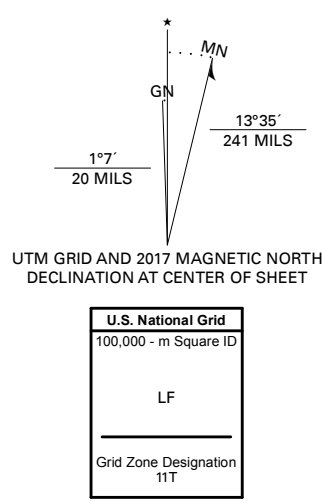 ★
MN
GN
13°35´
241 MILS
1°7´
20 MILS
UTM GRID AND 2017 MAGNETIC NORTH
DECLINATION AT CENTER OF SHEET
U.S. National Grid
100,000 - m Square ID
LF
Grid Zone Designation
11T